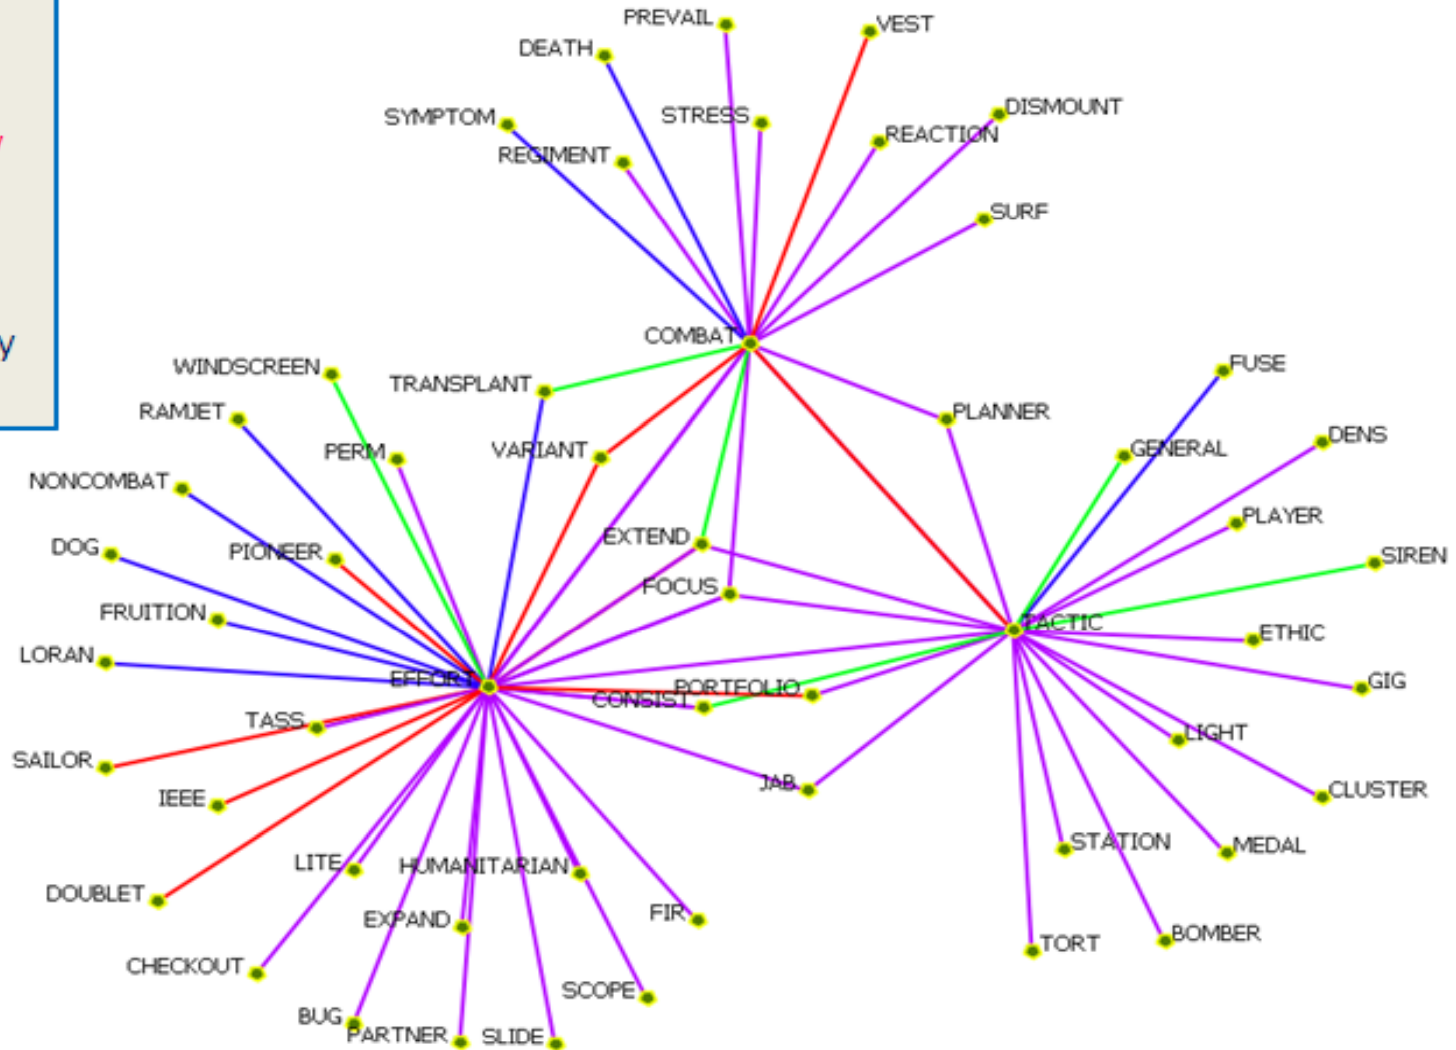 y
PREVAIL
VEST
DEATH
SYMPTOM
STRESS
DISMOUNT
REACTION
REGIMENT
SURF
COMBAT
WINDSCREEN
TRANSPLANT
FUSE
RAMJET
PLANNER
PERM
VARIANT
GENERAL
DENS
NONCOMBAT
PLAYER
DOG
PIONEER
EXTEND
SIREN
FRUITION
FOCUS
TACTIC
ETHIC
LORAN
EFFORT
CONSIST
PORTFOLIO
GIG
TASS
LIGHT
SAILOR
IEEE
JAB
CLUSTER
LITE
HUMANITARIAN
STATION
MEDAL
DOUBLET
EXPAND
FIR
BOMBER
TORT
CHECKOUT
SCOPE
BUG
PARTNER
SLIDE